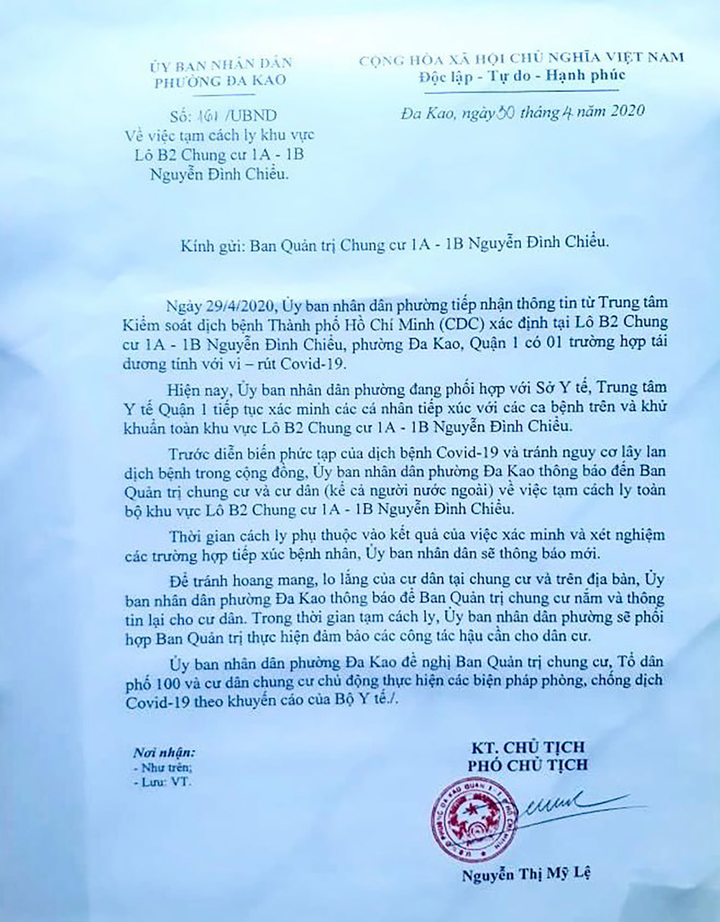 ỦY BAN NHÂN DÂN
PHƯỜNG ĐA KAO
CỘNG HÒA XÃ HỘI CHỦ NGHĨA VIỆT NAM
Độc lập - Tự do - Hạnh phúc
Số: 161 /UBND
Về việc tạm cách ly khu vực
Lô B2 Chung cư 1A - 1B
Nguyễn Đình Chiểu.
Đa Kao, ngày 30 tháng 4 năm 2020
Kính gửi: Ban Quản trị Chung cư 1A - 1B Nguyễn Đình Chiểu.
Ngày 29/4/2020, Ủy ban nhân dân phường tiếp nhận thông tin từ Trung tâm
Kiểm soát dịch bệnh Thành phố Hồ Chí Minh (CDC) xác định tại Lô B2 Chung
cư 1A - 1B Nguyễn Đình Chiểu, phường Đa Kao, Quận 1 có 01 trường hợp tái
dương tính với vi – rút Covid-19.
Hiện nay, Ủy ban nhân dân phường đang phối hợp với Sở Y tế, Trung tâm
Y tế Quận 1 tiếp tục xác minh các cá nhân tiếp xúc với các ca bệnh trên và khử
khuẩn toàn khu vực Lô B2 Chung cư 1A - 1B Nguyễn Đình Chiểu.
Trước diễn biến phức tạp của dịch bệnh Covid-19 và tránh nguy cơ lây lan
dịch bệnh trong cộng đồng, Ủy ban nhân dân phường Đa Kao thông báo đến Ban
Quản trị chung cư và cư dân (kể cả người nước ngoài) về việc tạm cách ly toàn
bộ khu vực Lô B2 Chung cư 1A - 1B Nguyễn Đình Chiểu.
Thời gian cách ly phụ thuộc vào kết quả của việc xác minh và xét nghiệm
các trường hợp tiếp xúc bệnh nhân, Ủy ban nhân dân sẽ thông báo mới.
Để tránh hoang mang, lo lắng của cư dân tại chung cư và trên địa bàn, Ủy
ban nhân dân phường Đa Kao thông báo để Ban Quản trị chung cư nắm và thông
tin lại cho cư dân. Trong thời gian tạm cách ly, Ủy ban nhân dân phường sẽ phối
hợp Ban Quản trị thực hiện đảm bảo các công tác hậu cần cho dân cư.
Ủy ban nhân dân phường Đa Kao đề nghị Ban Quản trị chung cư, Tổ dân
phố 100 và cư dân chung cư chủ động thực hiện các biện pháp phòng, chống dịch
Covid-19 theo khuyến cáo của Bộ Y tế./.
Nơi nhận:
- Như trên;
- Lưu: VT.
KT. CHỦ TỊCH
PHÓ CHỦ TỊCH
Nguyễn Thị Mỹ Lệ